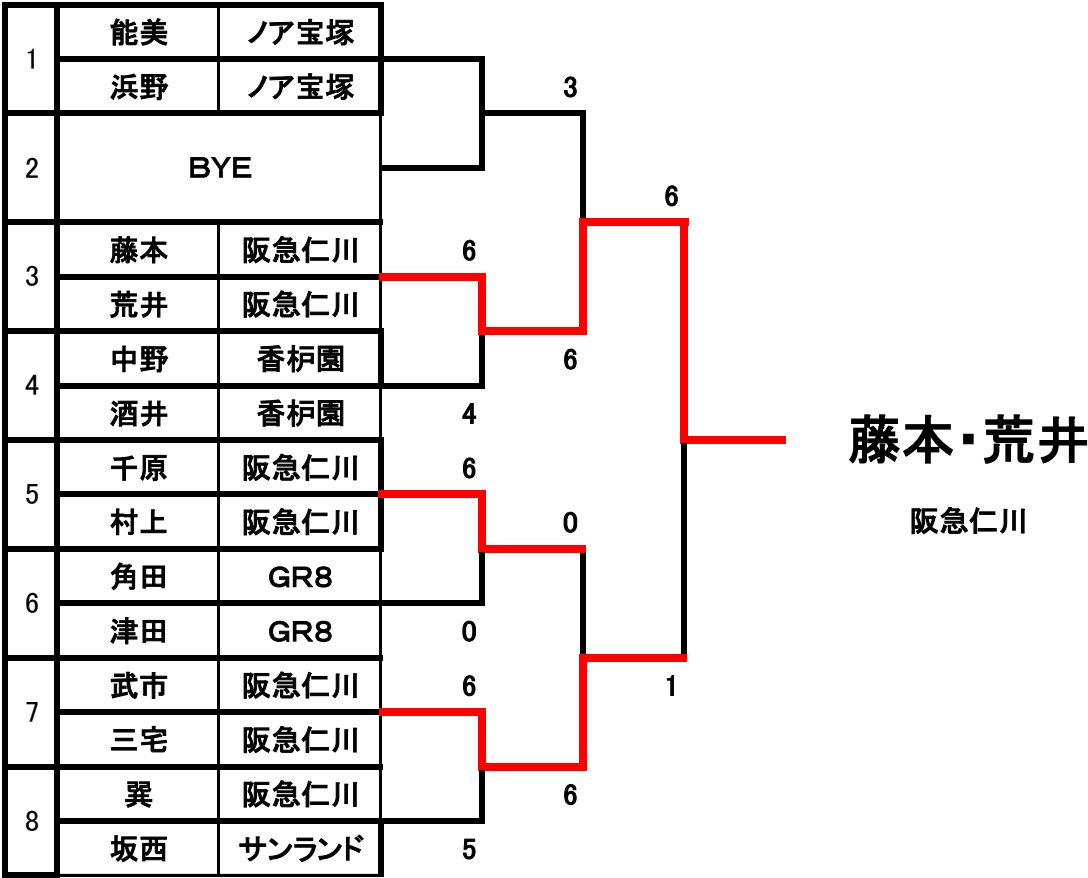 1 能美 ノア宝塚
浜野 ノア宝塚
3
2 BYE
6
3 藤本 阪急仁川 6
荒井 阪急仁川
4 中野 香枦園 6
酒井 香枦園 4
藤本・荒井
5 千原 阪急仁川 6
村上 阪急仁川 0
阪急仁川
6 角田 GR8
津田 GR8 0
7 武市 阪急仁川 6 1
三宅 阪急仁川
8 巽 阪急仁川 6
坂西 サンランド 5